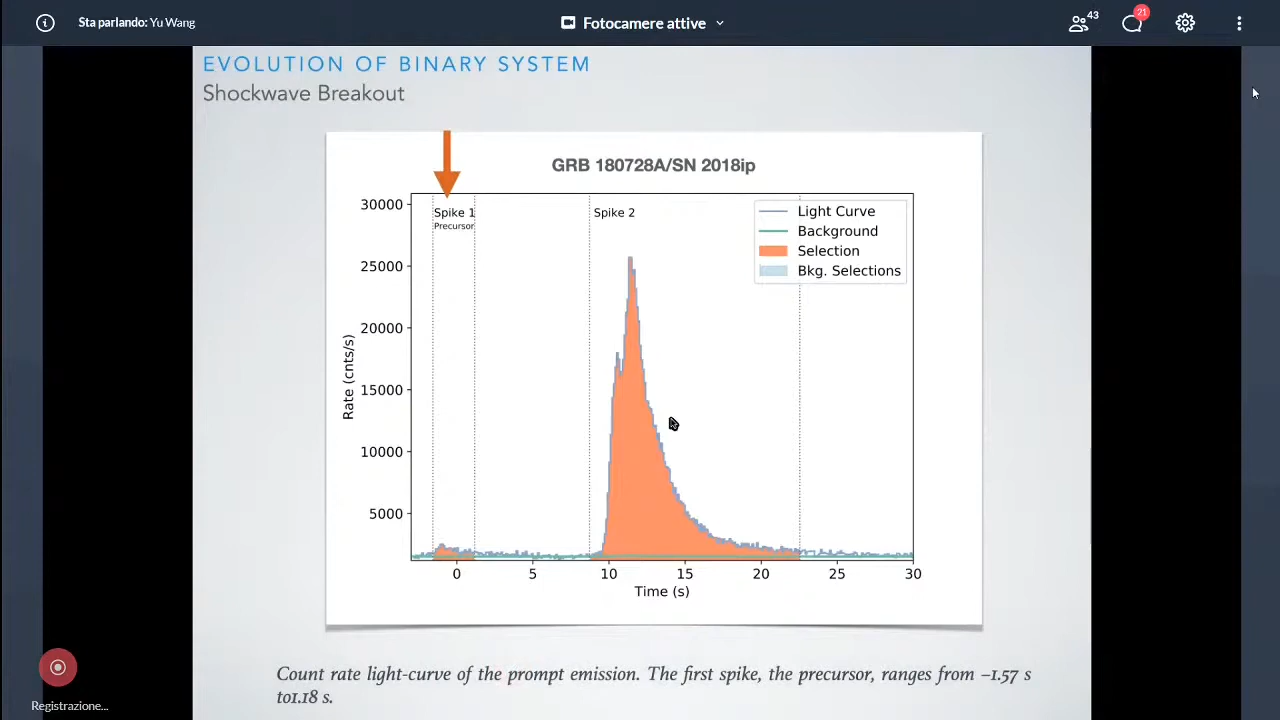 Sta parlando: Yu Wang
Fotocamere attive
43
21
EVOLUTION OF BINARY SYSTEM
Shockwave Breakout
GRB 180728A/SN 2018ip
30000
25000
20000
15000
10000
5000
Rate (cnts/s)
Spike 1
Precursor
Spike 2
Light Curve
Background
Selection
Bkg. Selections
0 5 10 15 20 25 30
Time (s)
Count rate light-curve of the prompt emission. The first spike, the precursor, ranges from −1.57 s
to1.18 s.
Registrazione...